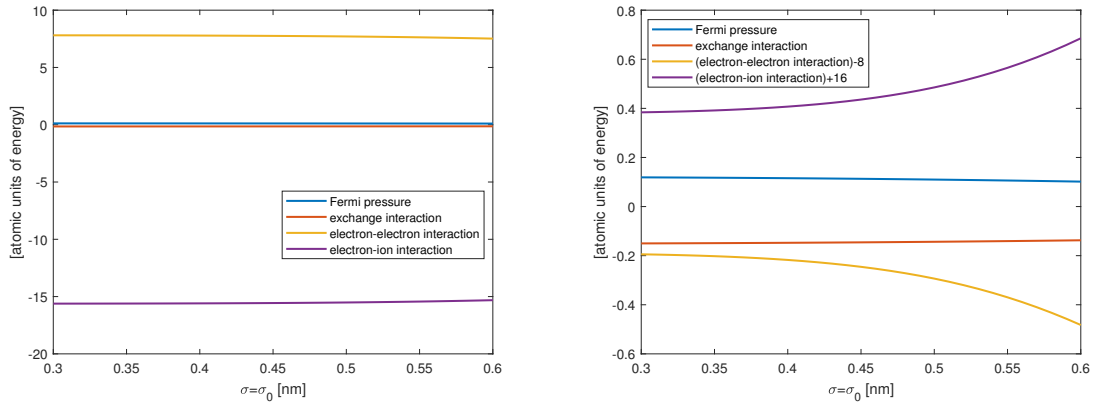 10
5
0
-5
-10
-15
-20
[atomic units of energy]
Fermi pressure
exchange interaction
electron-electron interaction
electron-ion interaction
0.3
0.35
0.4
0.45
0.5
0.55
0.6
σ=σ0 [nm]
0.8
0.6
0.4
0.2
0
-0.2
-0.4
-0.6
[atomic units of energy]
Fermi pressure
exchange interaction
(electron-electron interaction)-8
(electron-ion interaction)+16
0.3
0.35
0.4
0.45
0.5
0.55
0.6
σ=σ0 [nm]